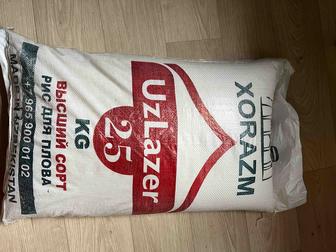 XORAZM
UzLazer
25
KG
ВЫСШИЙ СОРТ
РИС ДЛЯ ПЛОВА
965 900 01 02